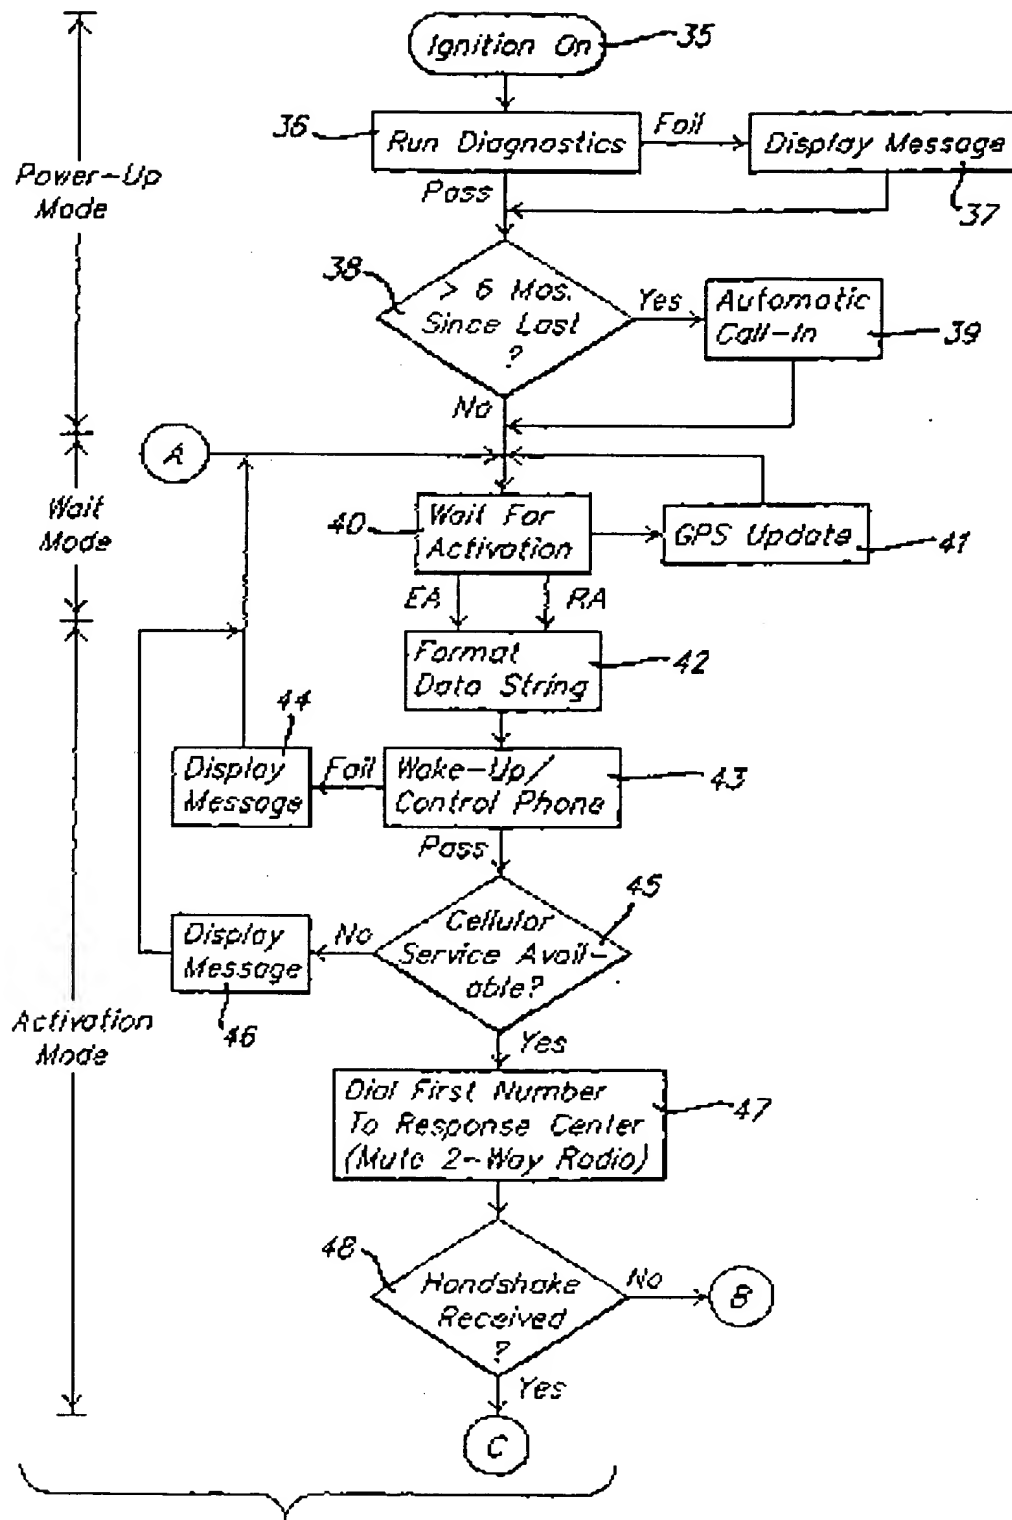 Ignition On
35
36
Run Diagnostics
Fail
Display Message
37
Pass
Power-Up
Mode
38
> 6 Mos.
Since Last
?
Yes
Automatic
Call-In
39
No
A
Wait
Mode
40
Wait For
Activation
GPS Update
41
EA
RA
Format
Data String
42
44
Display
Message
Fail
Wake-Up/
Control Phone
43
Pass
45
Cellular
Service Avail-
able?
No
Display
Message
46
Yes
Activation
Mode
Dial First Number
To Response Center
(Mute 2-Way Radio)
47
48
Handshake
Received
?
No
B
Yes
C